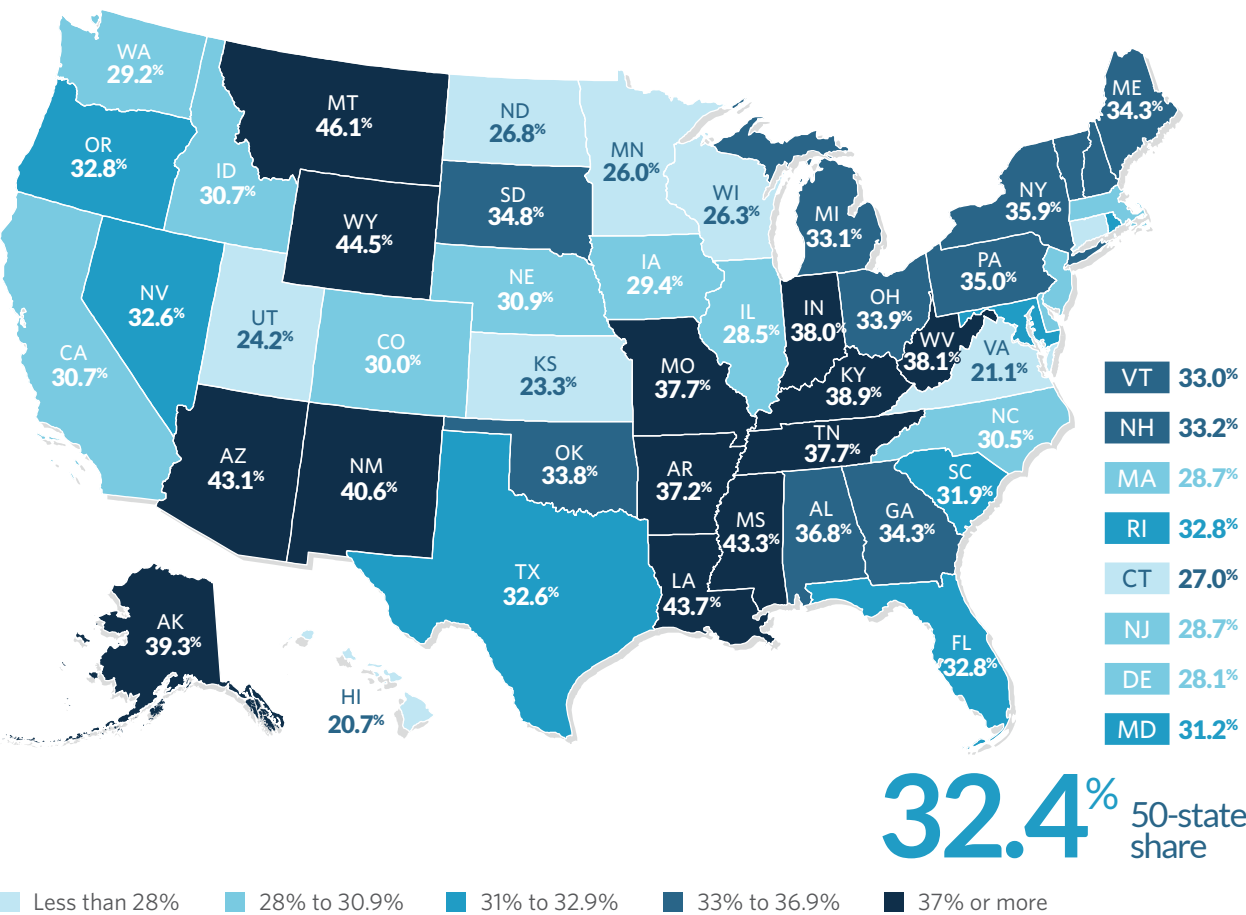 WA
29.2%
OR
32.8%
ID
30.7%
MT
46.1%
WY
44.5%
ND
26.8%
SD
34.8%
MN
26.0%
WI
26.3%
MI
33.1%
NY
35.9%
ME
34.3%
CA
30.7%
NV
32.6%
UT
24.2%
CO
30.0%
NE
30.9%
KS
23.3%
IA
29.4%
IL
28.5%
IN
38.0%
OH
33.9%
PA
35.0%
MO
37.7%
KY
38.9%
WV
38.1%
VA
21.1%
AZ
43.1%
NM
40.6%
OK
33.8%
AR
37.2%
TN
37.7%
NC
30.5%
SC
31.9%
TX
32.6%
LA
43.7%
MS
43.3%
AL
36.8%
GA
34.3%
FL
32.8%
AK
39.3%
HI
20.7%
VT 33.0%
NH 33.2%
MA 28.7%
RI 32.8%
CT 27.0%
NJ 28.7%
DE 28.1%
MD 31.2%
32.4% 50-state
share
Less than 28% 28% to 30.9% 31% to 32.9% 33% to 36.9% 37% or more